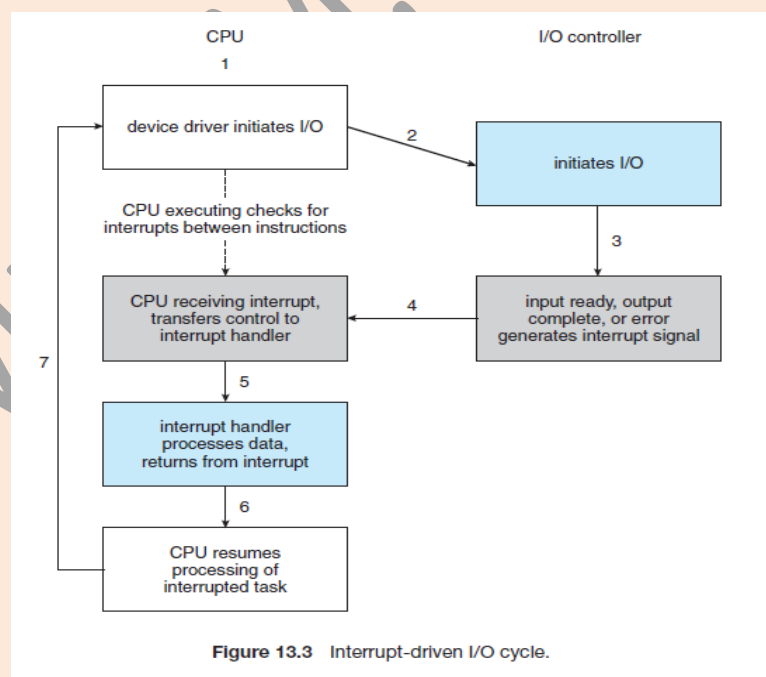 CPU
I/O controller
1
device driver initiates I/O
2
initiates I/O
CPU executing checks for
interrupts between instructions
3
CPU receiving interrupt,
transfers control to
interrupt handler
4
input ready, output
complete, or error
generates interrupt signal
7
5
interrupt handler
processes data,
returns from interrupt
6
CPU resumes
processing of
interrupted task
Figure 13.3 Interrupt-driven I/O cycle.